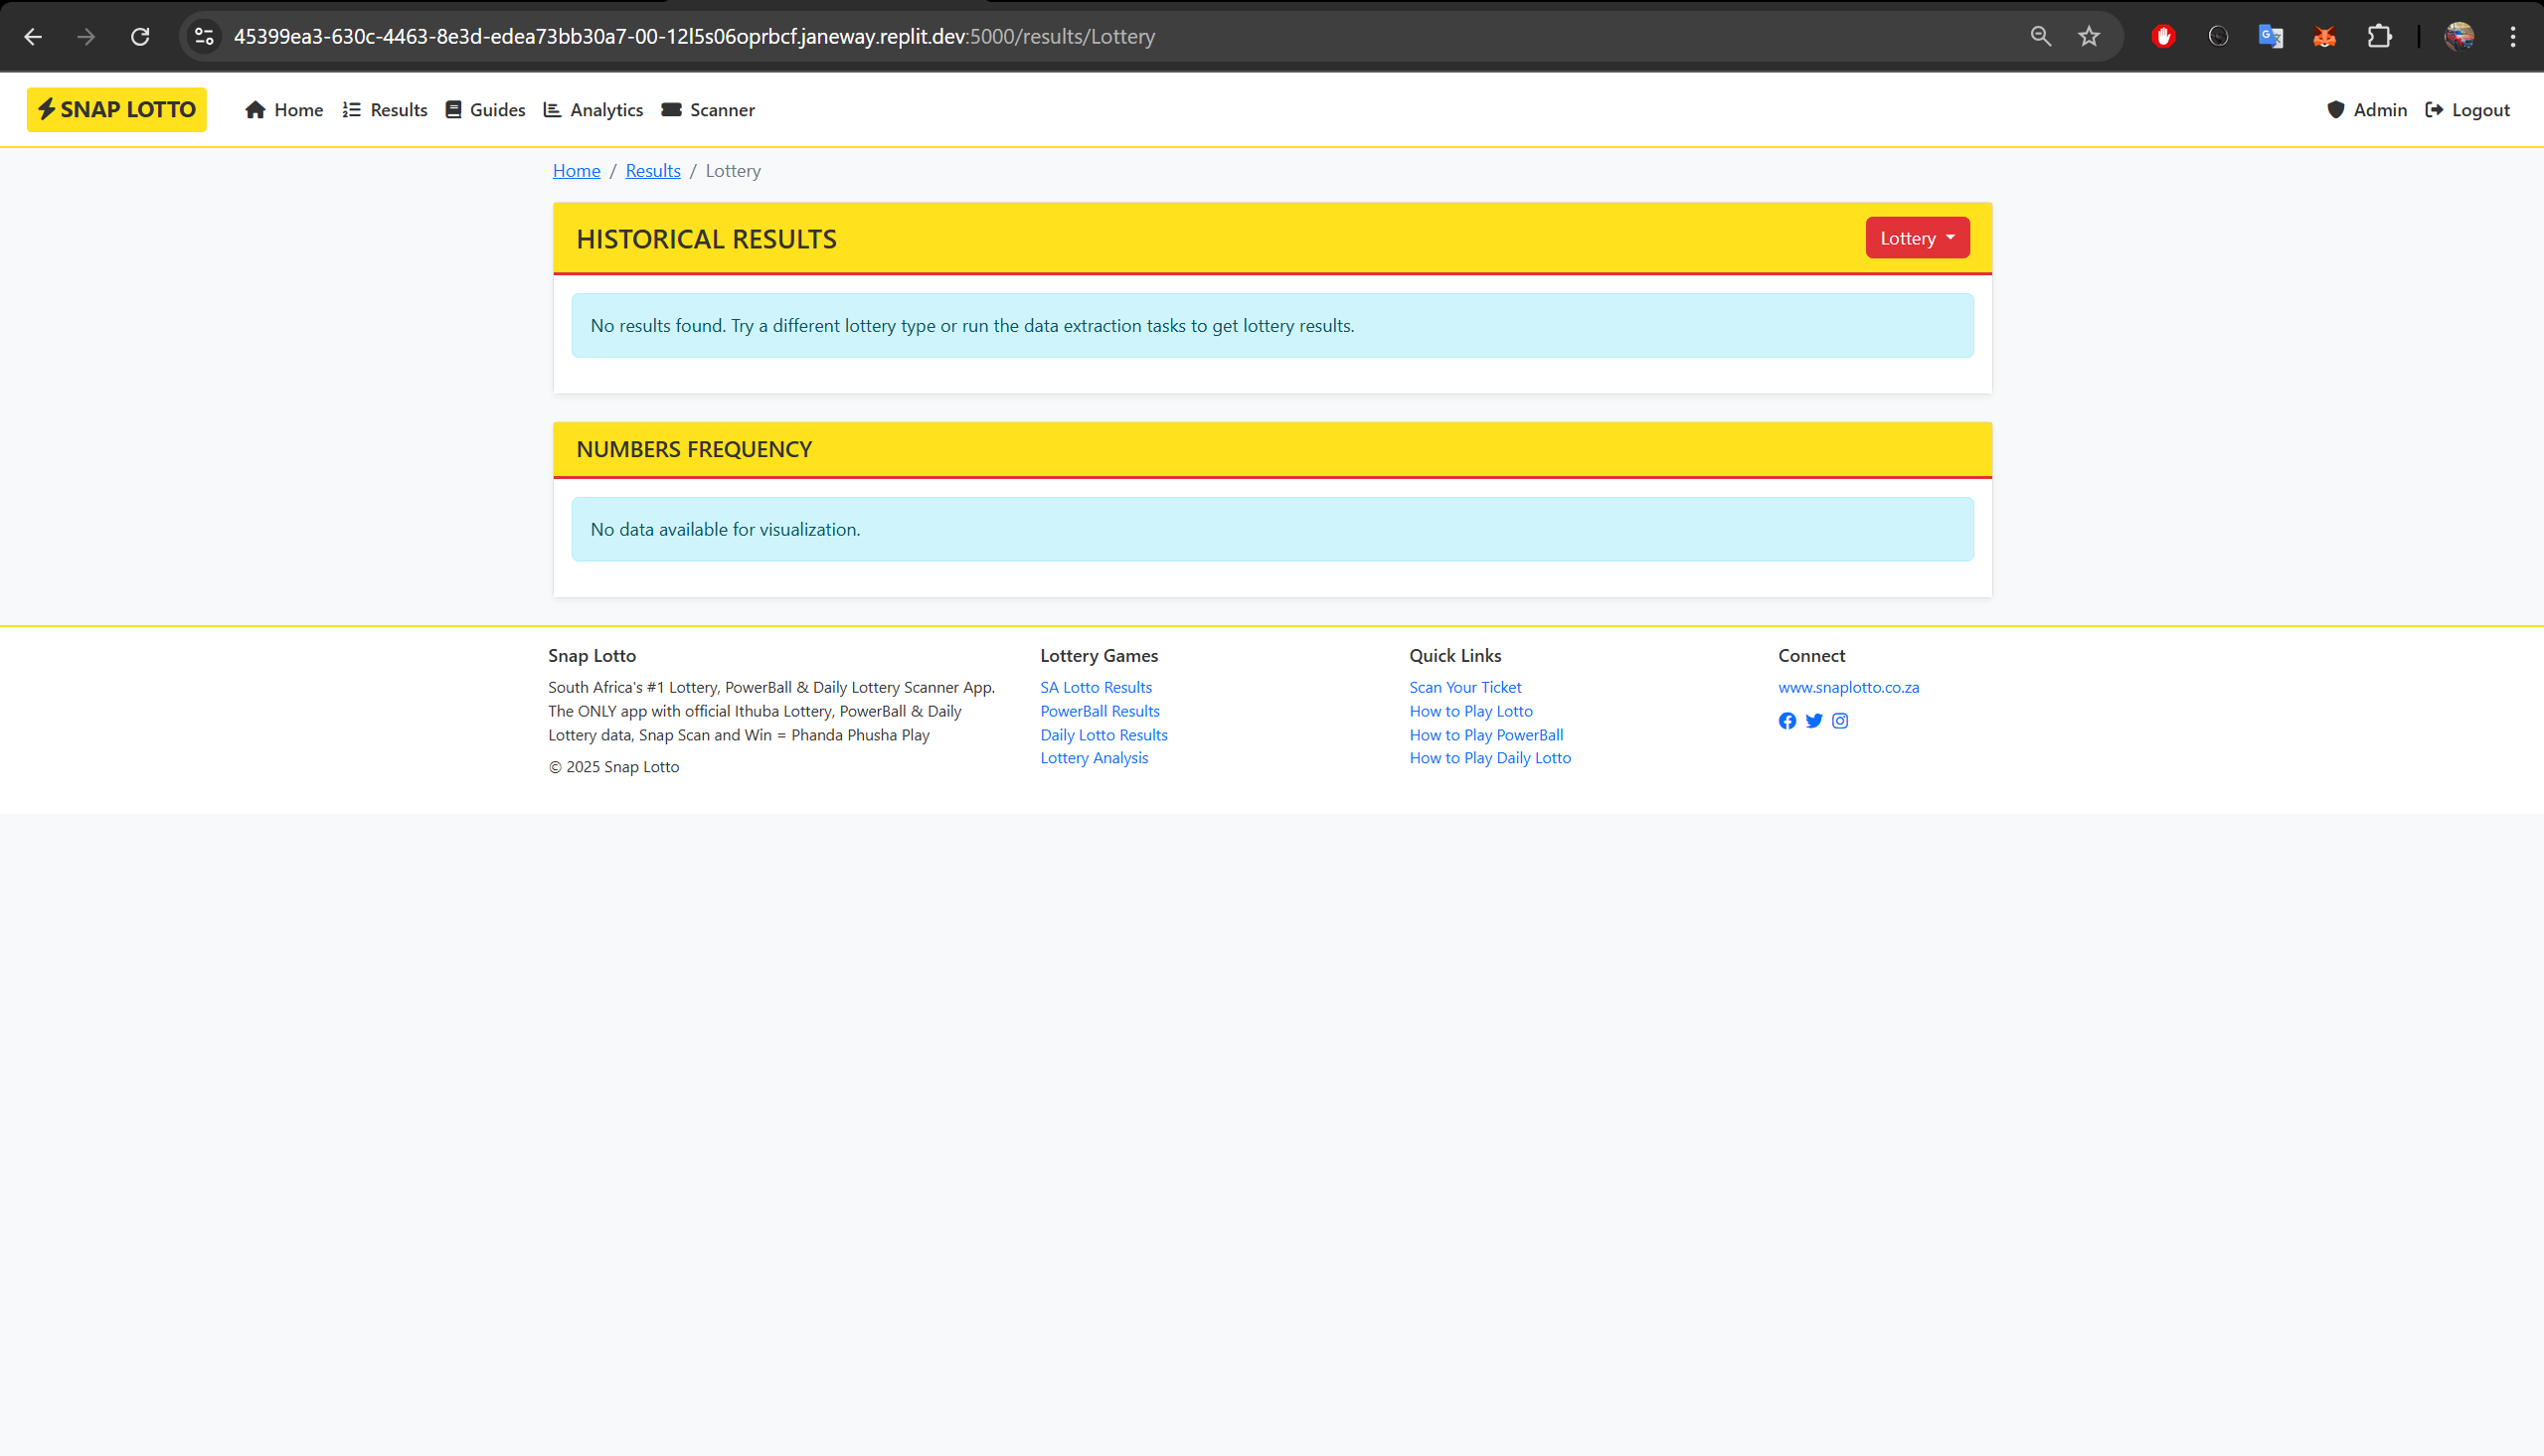 45399ea3-630c-4463-8e3d-edea73bb30a7-00-12l5s06oprbcf.janeway.replit.dev:5000/results/Lottery
SNAP LOTTO
Home
Results
Guides
Analytics
Scanner
Admin
Logout
Home / Results / Lottery
HISTORICAL RESULTS
Lottery
No results found. Try a different lottery type or run the data extraction tasks to get lottery results.
NUMBERS FREQUENCY
No data available for visualization.
Snap Lotto
South Africa's #1 Lottery, PowerBall & Daily Lottery Scanner App.
The ONLY app with official Ithuba Lottery, PowerBall & Daily
Lottery data, Snap Scan and Win = Phanda Phusha Play
© 2025 Snap Lotto
Lottery Games
SA Lotto Results
PowerBall Results
Daily Lotto Results
Lottery Analysis
Quick Links
Scan Your Ticket
How to Play Lotto
How to Play PowerBall
How to Play Daily Lotto
Connect
www.snaplotto.co.za